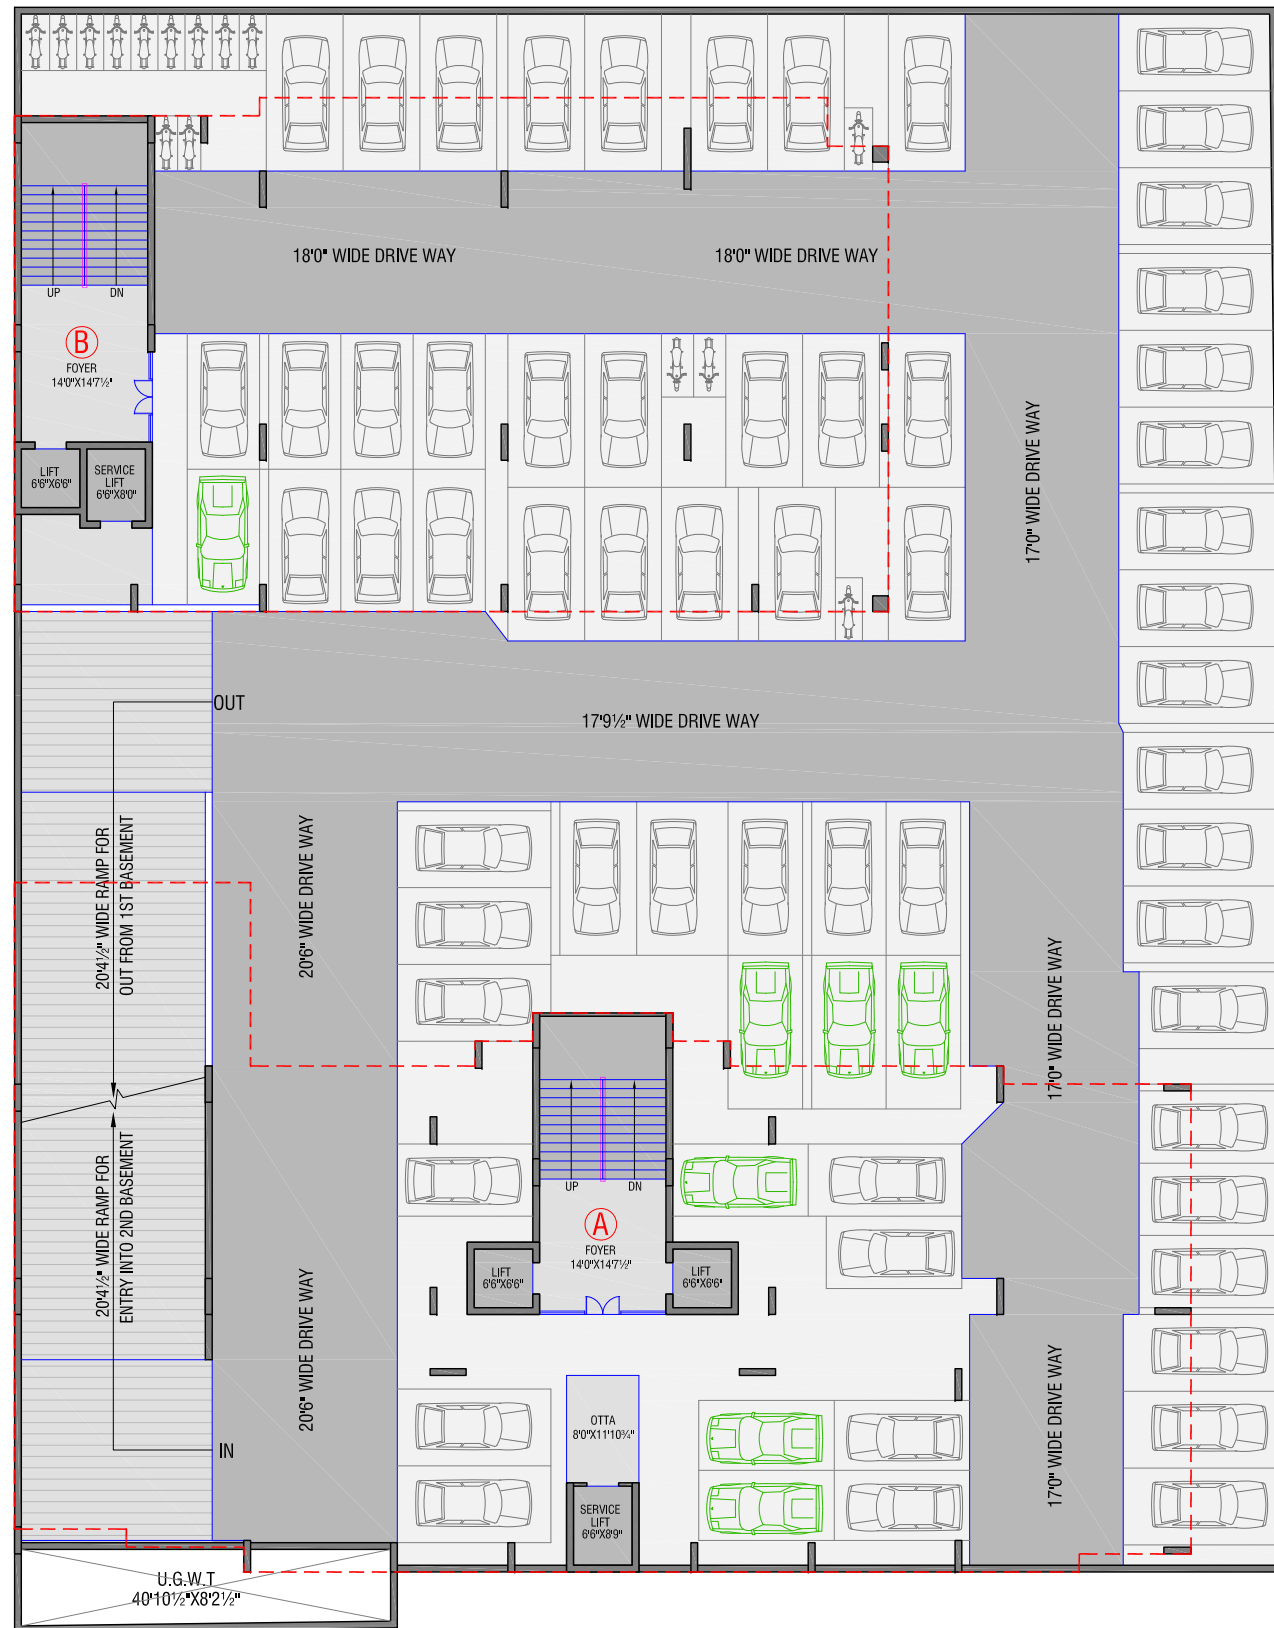 18'0" WIDE DRIVE WAY
18'0" WIDE DRIVE WAY
UP
DN
B
FOYER
14'0"X14'7½"
LIFT
6'6"X6'6"
SERVICE
LIFT
6'6"X8'0"
17'0" WIDE DRIVE WAY
OUT
17'9½" WIDE DRIVE WAY
20'4½" WIDE RAMP FOR
OUT FROM 1ST BASEMENT
20'6" WIDE DRIVE WAY
17'0" WIDE DRIVE WAY
20'4½" WIDE RAMP FOR
ENTRY INTO 2ND BASEMENT
UP
DN
A
FOYER
14'0"X14'7½"
LIFT
6'6"X6'6"
LIFT
6'6"X6'6"
20'6" WIDE DRIVE WAY
17'0" WIDE DRIVE WAY
OTTA
8'0"X11'10¾"
IN
SERVICE
LIFT
6'6"X8'9"
U.G.W.T
40'10½"X8'2½"